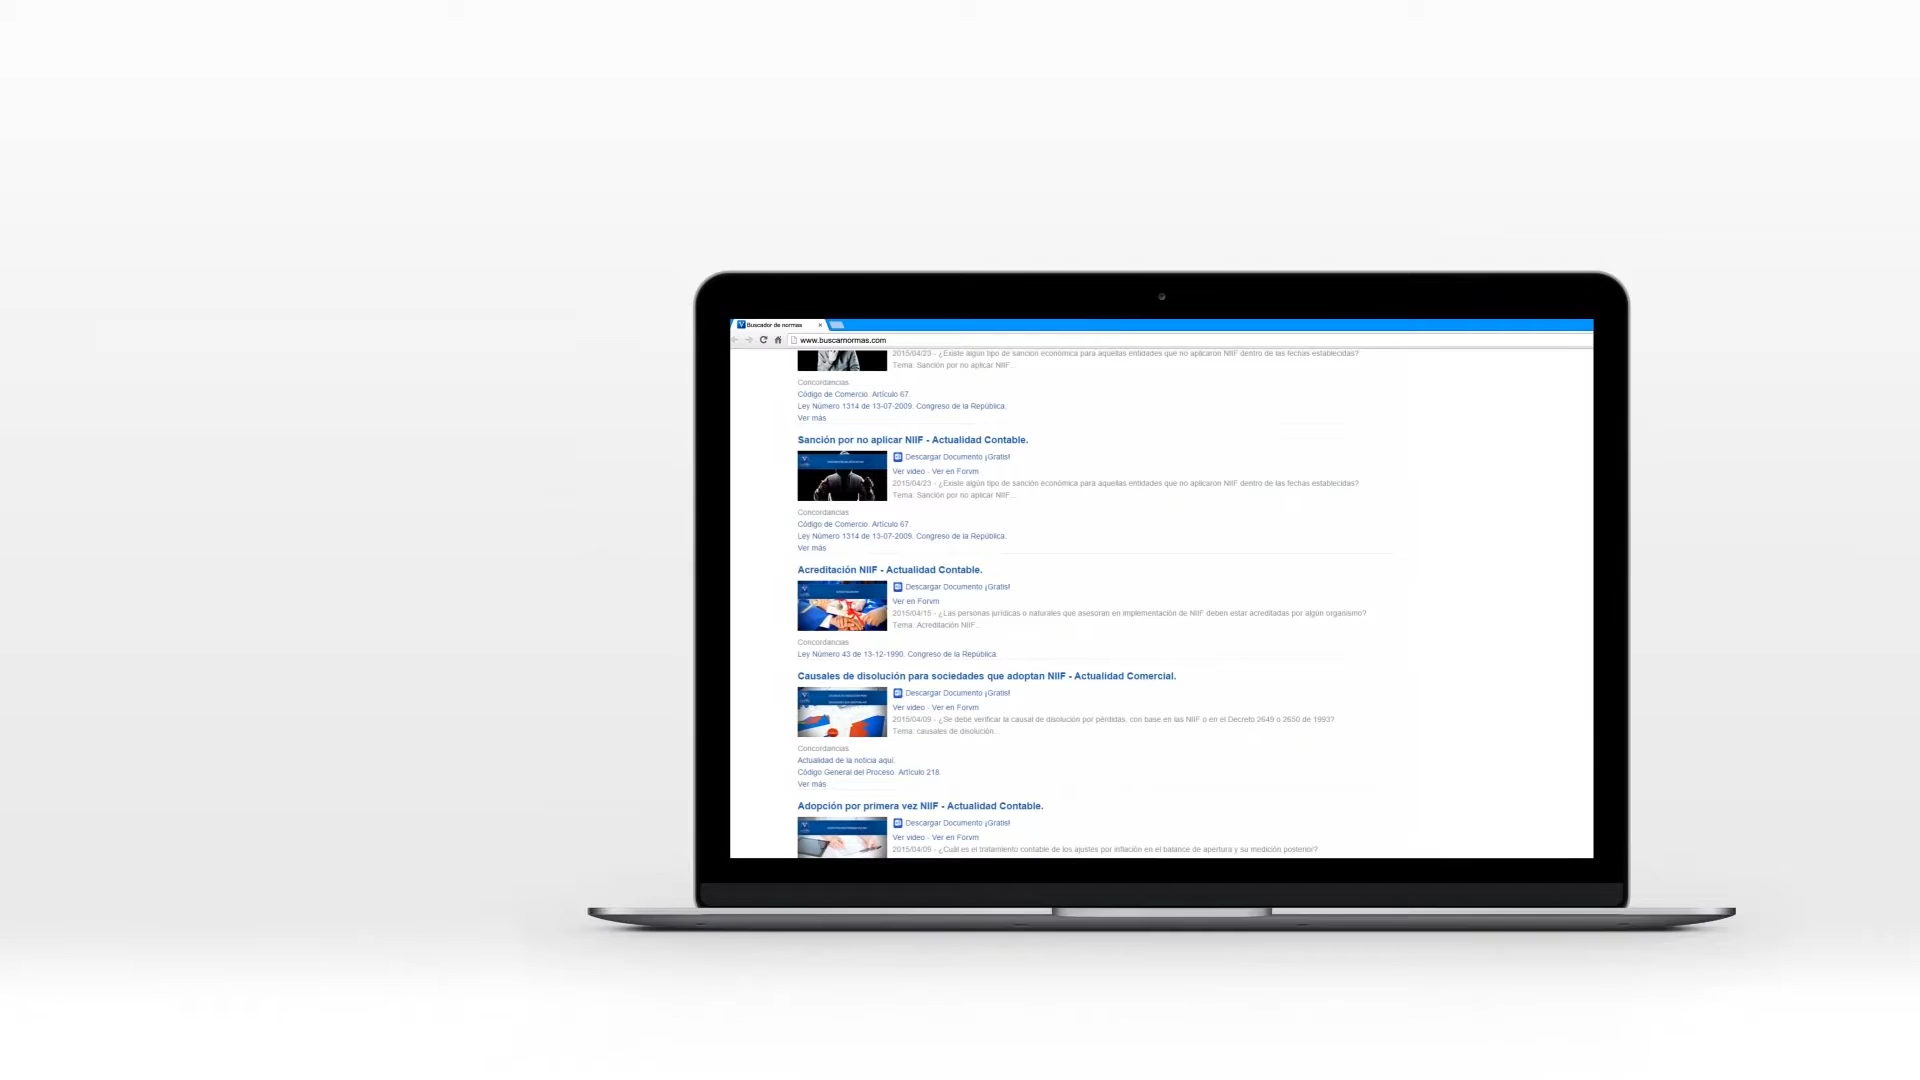 Buscador de normas
www.buscarnormas.com
2015/04/23 - ¿Existe algún tipo de sanción económica para aquellas entidades que no aplicaron NIIF dentro de las fechas establecidas?
Tema: Sanción por no aplicar NIIF...
Concordancias
Código de Comercio. Artículo 67.
Ley Número 1314 de 13-07-2009. Congreso de la República.
Ver más
Sanción por no aplicar NIIF - Actualidad Contable.
Descargar Documento ¡Gratis!
Ver video - Ver en Forvm
2015/04/23 - ¿Existe algún tipo de sanción económica para aquellas entidades que no aplicaron NIIF dentro de las fechas establecidas?
Tema: Sanción por no aplicar NIIF...
Concordancias
Código de Comercio. Artículo 67.
Ley Número 1314 de 13-07-2009. Congreso de la República.
Ver más
Acreditación NIIF - Actualidad Contable.
Descargar Documento ¡Gratis!
Ver en Forvm
2015/04/15 - ¿Las personas jurídicas o naturales que asesoran en implementación de NIIF deben estar acreditadas por algún organismo?
Tema: Acreditación NIIF...
Concordancias
Ley Número 43 de 13-12-1990. Congreso de la República.
Causales de disolución para sociedades que adoptan NIIF - Actualidad Comercial.
Descargar Documento ¡Gratis!
Ver video - Ver en Forvm
2015/04/09 - ¿Se debe verificar la causal de disolución por pérdidas, con base en las NIIF o en el Decreto 2649 o 2650 de 1993?
Tema: causales de disolución...
Concordancias
Actualidad de la noticia aquí.
Código General del Proceso. Artículo 218.
Ver más
Adopción por primera vez NIIF - Actualidad Contable.
Descargar Documento ¡Gratis!
Ver video - Ver en Forvm
2015/04/09 - ¿Cuál es el tratamiento contable de los ajustes por inflación en el balance de apertura y su medición posterior?